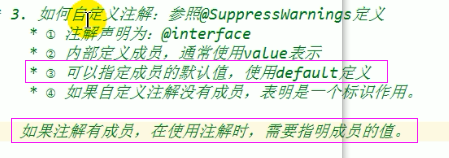 * 3. 如何自定义注解：参照@SuppressWarnings定义
* ① 注解声明为：@interface
* ② 内部定义成员，通常使用value表示
* ③ 可以指定成员的默认值，使用default定义
* ④ 如果自定义注解没有成员，表明是一个标识作用。
如果注解有成员，在使用注解时，需要指明成员的值。